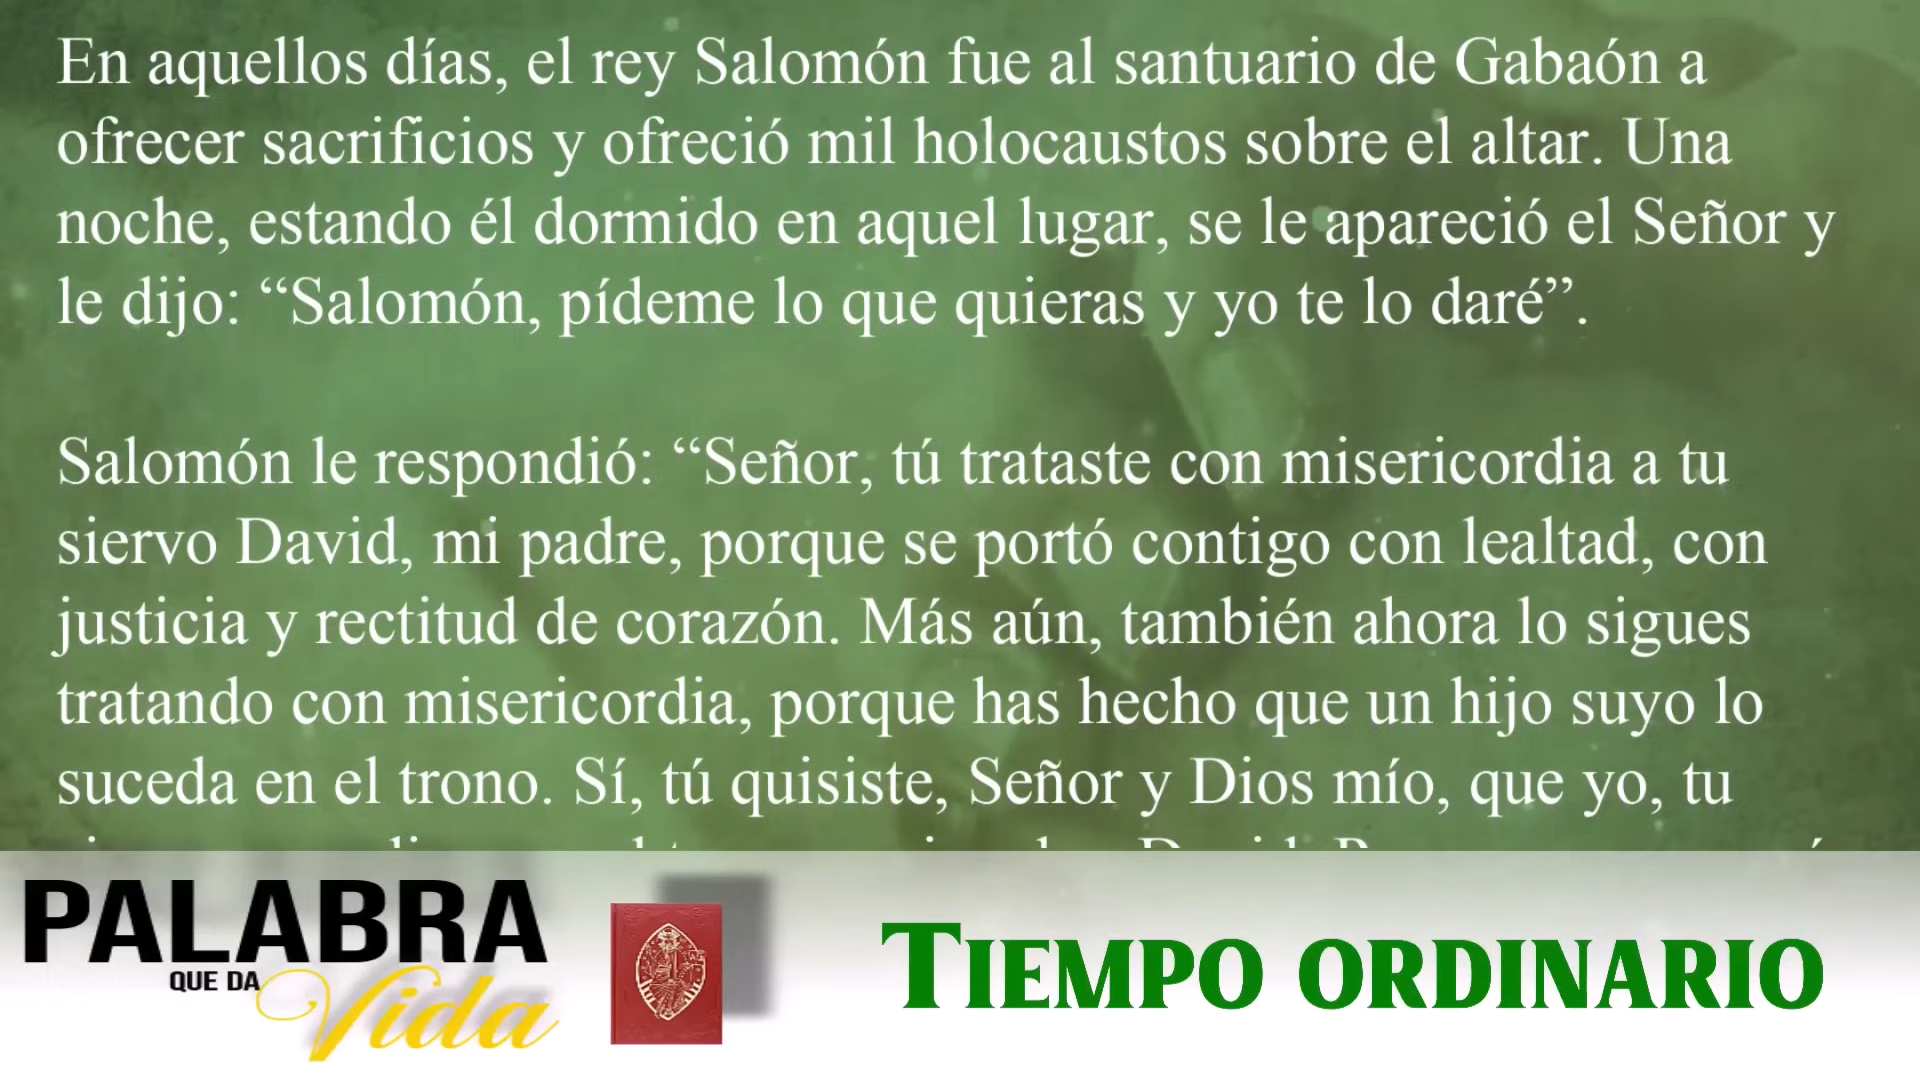 En aquellos días, el rey Salomón fue al santuario de Gabaón a
ofrecer sacrificios y ofreció mil holocaustos sobre el altar. Una
noche, estando él dormido en aquel lugar, se le apareció el Señor y
le dijo: “Salomón, pídeme lo que quieras y yo te lo daré”.
Salomón le respondió: “Señor, tú trataste con misericordia a tu
siervo David, mi padre, porque se portó contigo con lealtad, con
justicia y rectitud de corazón. Más aún, también ahora lo sigues
tratando con misericordia, porque has hecho que un hijo suyo lo
suceda en el trono. Sí, tú quisiste, Señor y Dios mío, que yo, tu
PALABRA
QUE DA
Vida
TIEMPO ORDINARIO